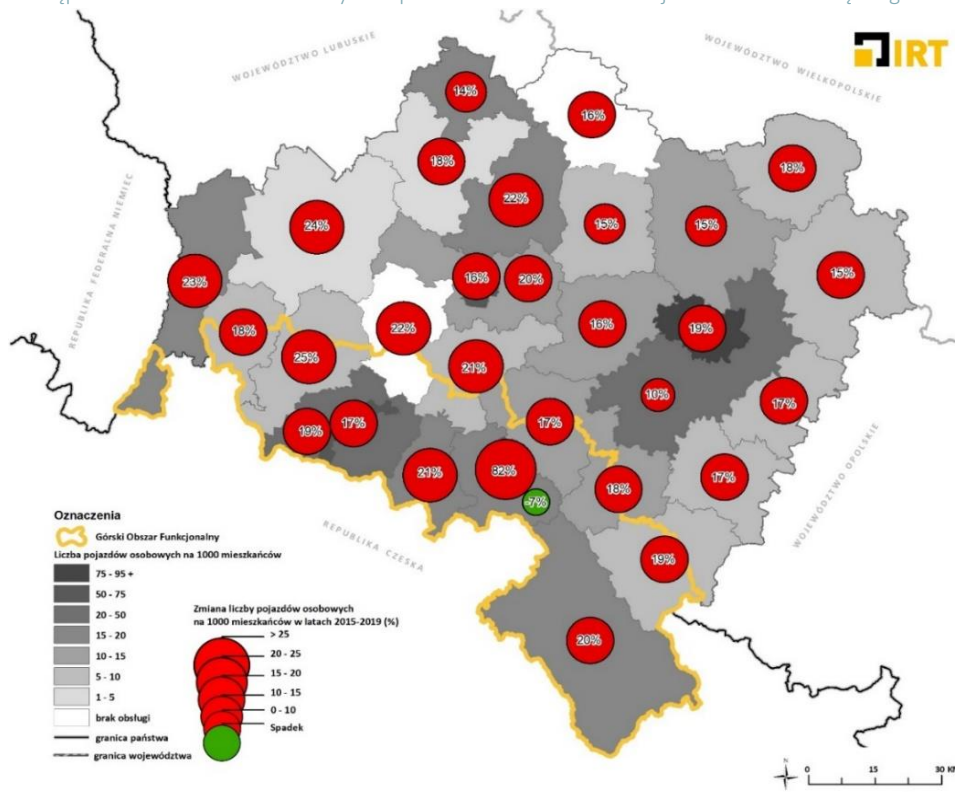 IRT
WOJEWÓDZTWO LUBUSKIE
WOJEWÓDZTWO WIELKOPOLSKIE
REPUBLIKA FEDERALNA NIEMIEC
14%
16%
18%
18%
22%
24%
15%
15%
15%
23%
16%
20%
18%
22%
16%
19%
25%
21%
10%
17%
19%
17%
17%
21%
82%
18%
17%
-7%
19%
20%
REPUBLIKA CZESKA
WOJEWÓDZTWO OPOLSKIE
Oznaczenia
Górski Obszar Funkcjonalny
Liczba pojazdów osobowych na 1000 mieszkańców
75 - 95 +
50 - 75
20 - 50
15 - 20
10 - 15
5 - 10
1 - 5
brak obsługi
granica państwa
granica województwa
Zmiana liczby pojazdów osobowych
na 1000 mieszkańców w latach 2015-2019 (%)
> 25
20 - 25
15 - 20
10 - 15
0 - 10
Spadek
N
0 15 30 KM